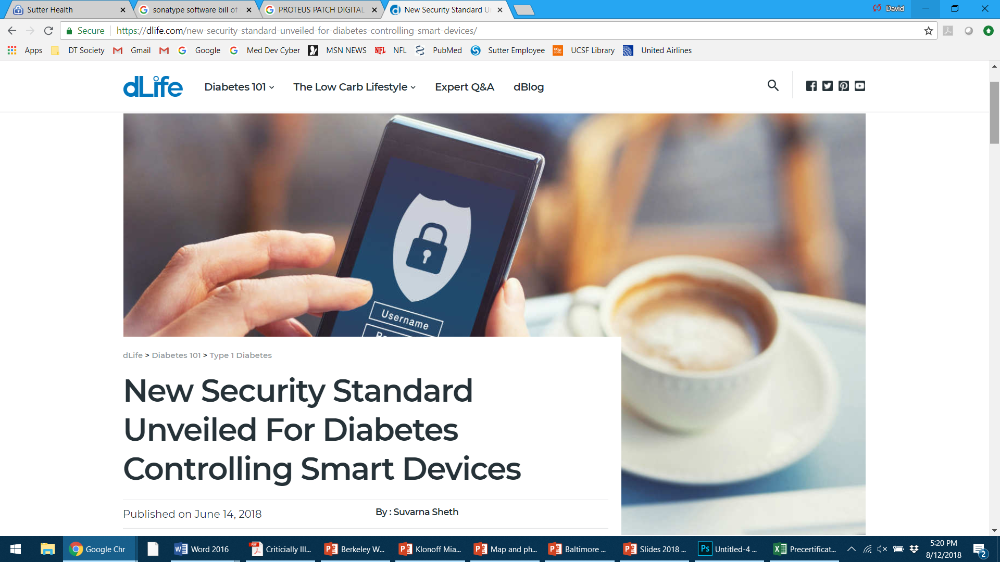 Sutter Health
sonatype software bill of
PROTEUS PATCH DIGITAL
New Security Standard U
David
Secure
https://dlife.com/new-security-standard-unveiled-for-diabetes-controlling-smart-devices/
Apps DT Society Gmail Google Med Dev Cyber MSN NEWS NFL NFL PubMed Sutter Employee UCSF Library United Airlines
dLife Diabetes 101 The Low Carb Lifestyle Expert Q&A dBlog
Username
dLife > Diabetes 101 > Type 1 Diabetes
New Security Standard
Unveiled For Diabetes
Controlling Smart Devices
Published on June 14, 2018
By : Suvarna Sheth
Google Chr Word 2016 Criticially Ill... Berkeley W... Klonoff Mia... Map and ph... Baltimore ... Slides 2018 ... Untitled-4 ... Precertificat...
5:20 PM
8/12/2018
2